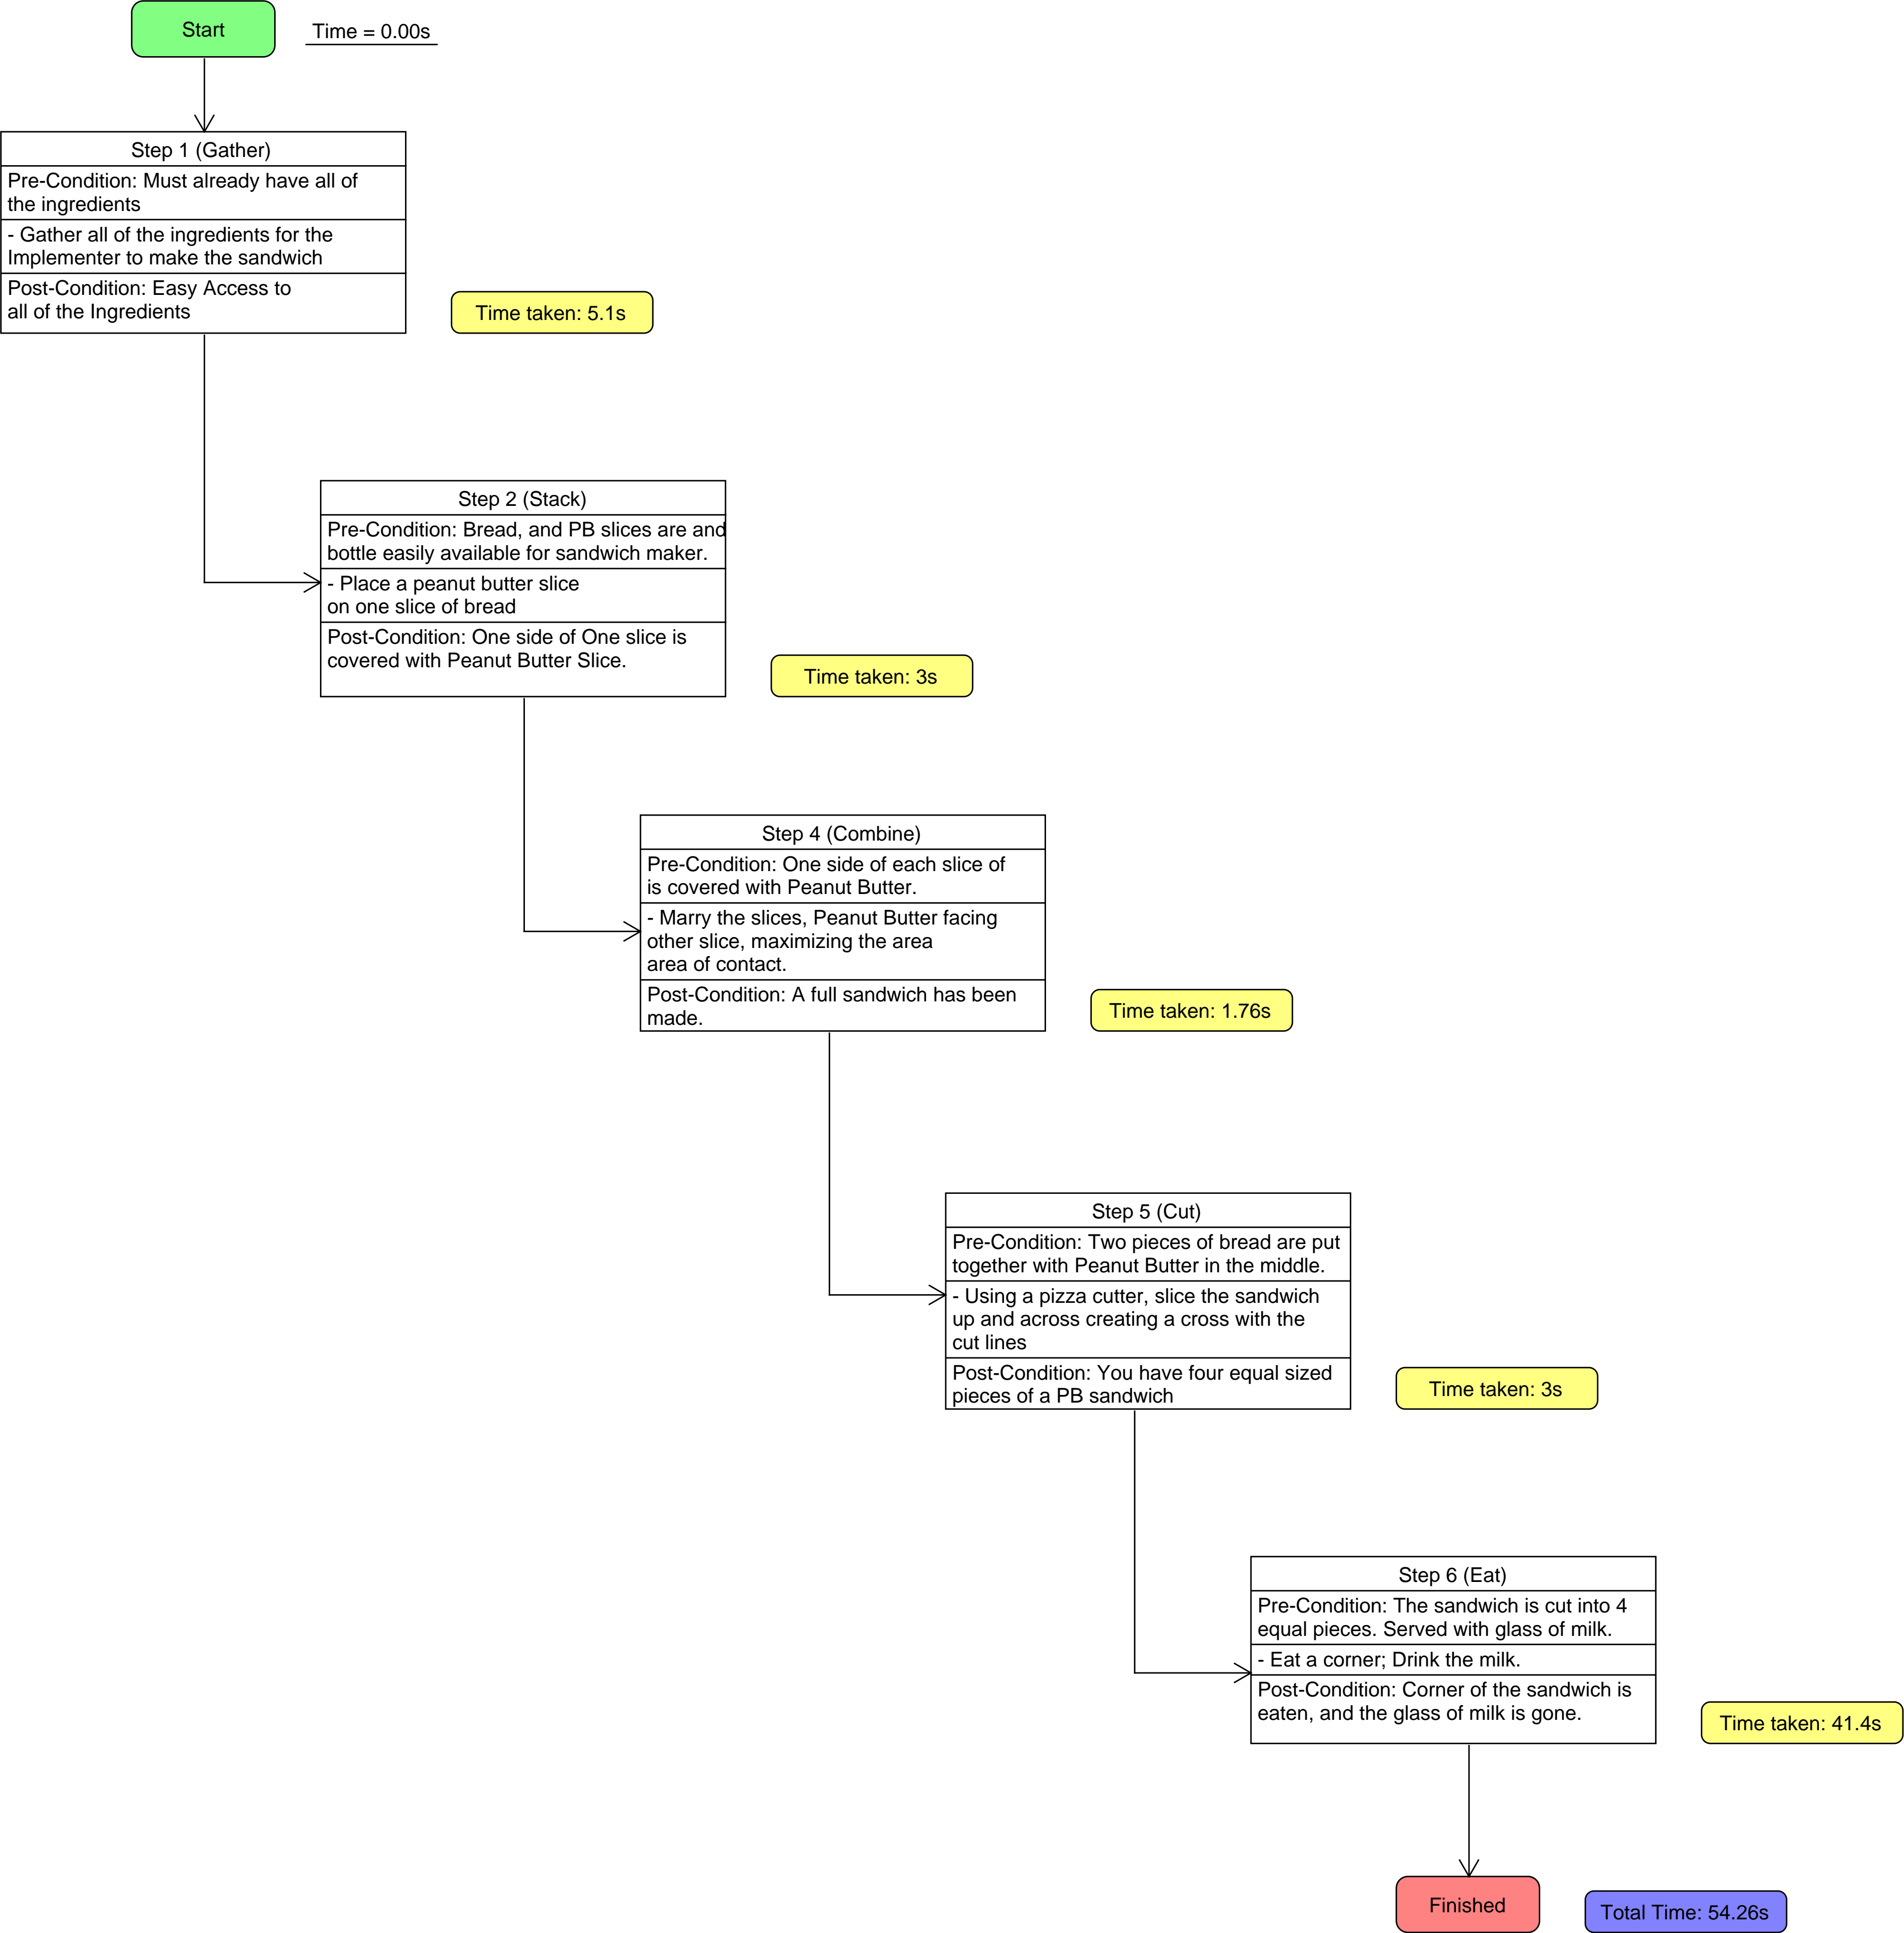 Start
Time = 0.00s
Step 1 (Gather)
Pre-Condition: Must already have all of
the ingredients
- Gather all of the ingredients for the
Implementer to make the sandwich
Post-Condition: Easy Access to
all of the Ingredients
Time taken: 5.1s
Step 2 (Stack)
Pre-Condition: Bread, and PB slices are and
bottle easily available for sandwich maker.
- Place a peanut butter slice
on one slice of bread
Post-Condition: One side of One slice is
covered with Peanut Butter Slice.
Time taken: 3s
Step 4 (Combine)
Pre-Condition: One side of each slice of
is covered with Peanut Butter.
- Marry the slices, Peanut Butter facing
other slice, maximizing the area
area of contact.
Post-Condition: A full sandwich has been
made.
Time taken: 1.76s
Step 5 (Cut)
Pre-Condition: Two pieces of bread are put
together with Peanut Butter in the middle.
- Using a pizza cutter, slice the sandwich
up and across creating a cross with the
cut lines
Post-Condition: You have four equal sized
pieces of a PB sandwich
Time taken: 3s
Step 6 (Eat)
Pre-Condition: The sandwich is cut into 4
equal pieces. Served with glass of milk.
- Eat a corner; Drink the milk.
Post-Condition: Corner of the sandwich is
eaten, and the glass of milk is gone.
Time taken: 41.4s
Finished
Total Time: 54.26s